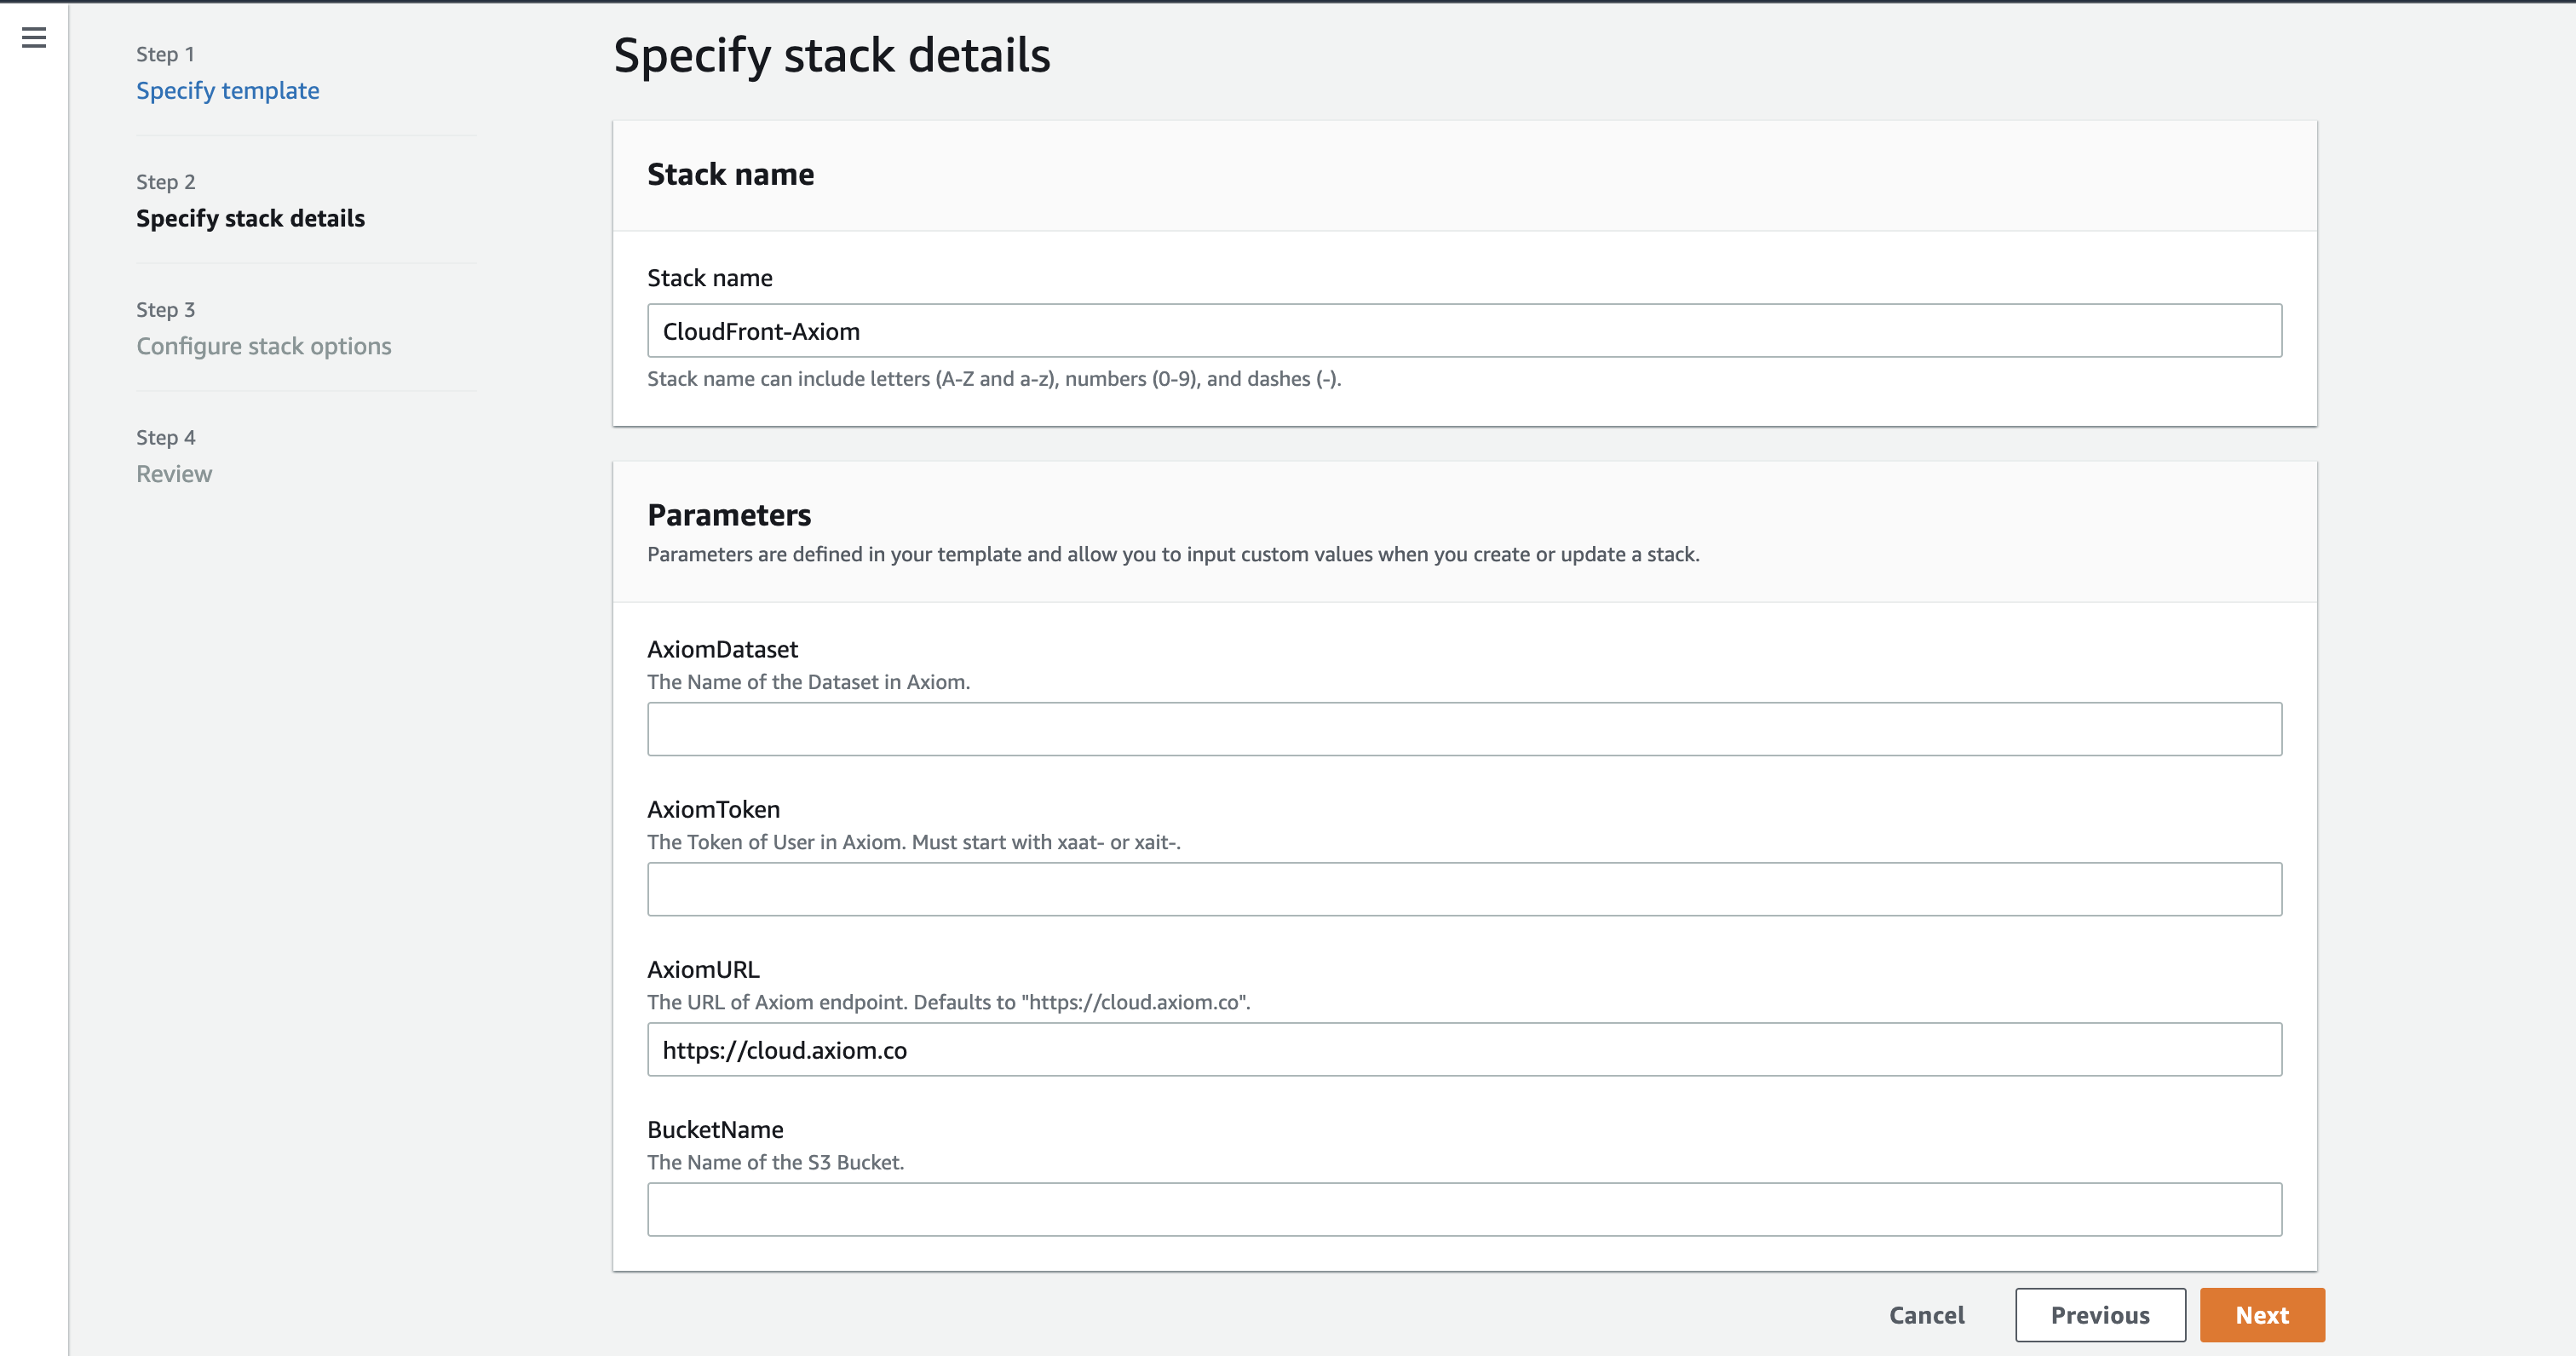 Step 1
Specify template
Step 2
Specify stack details
Step 3
Configure stack options
Step 4
Review
Specify stack details
Stack name
Stack name
CloudFront-Axiom
Stack name can include letters (A-Z and a-z), numbers (0-9), and dashes (-).
Parameters
Parameters are defined in your template and allow you to input custom values when you create or update a stack.
AxiomDataset
The Name of the Dataset in Axiom.
AxiomToken
The Token of User in Axiom. Must start with xaat- or xait-.
AxiomURL
The URL of Axiom endpoint. Defaults to "https://cloud.axiom.co".
https://cloud.axiom.co
BucketName
The Name of the S3 Bucket.
Cancel
Previous
Next